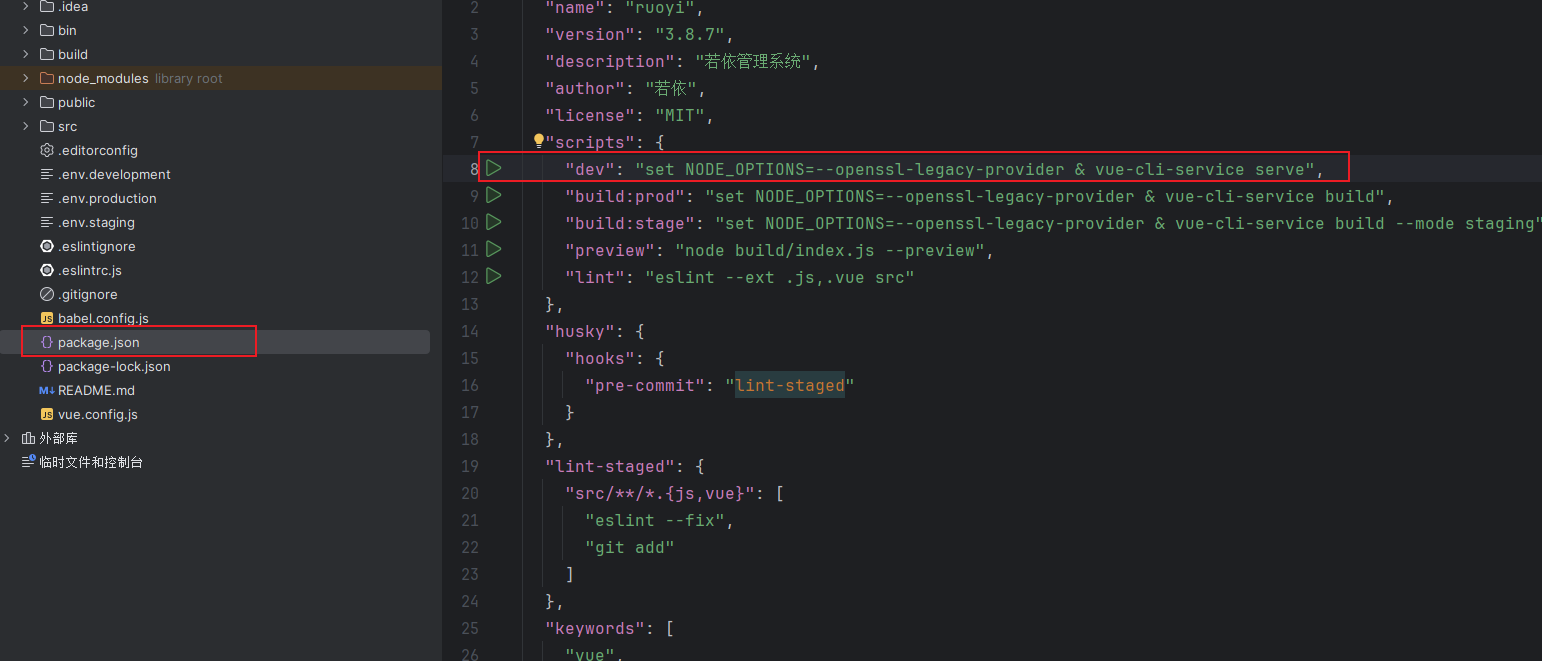 .idea
bin
build
node_modules library root
public
src
.editorconfig
.env.development
.env.production
.env.staging
.eslintignore
.eslintrc.js
.gitignore
JS babel.config.js
{} package.json
{} package-lock.json
M↓ README.md
JS vue.config.js
外部库
临时文件和控制台
2 "name": "ruoyi",
3 "version": "3.8.7",
4 "description": "若依管理系统",
5 "author": "若依",
6 "license": "MIT",
7 "scripts": {
8 "dev": "set NODE_OPTIONS=--openssl-legacy-provider & vue-cli-service serve",
9 "build:prod": "set NODE_OPTIONS=--openssl-legacy-provider & vue-cli-service build",
10 "build:stage": "set NODE_OPTIONS=--openssl-legacy-provider & vue-cli-service build --mode staging"
11 "preview": "node build/index.js --preview",
12 "lint": "eslint --ext .js,.vue src"
13 },
14 "husky": {
15 "hooks": {
16 "pre-commit": "lint-staged"
17 }
18 },
19 "lint-staged": {
20 "src/**/*.{js,vue}": [
21 "eslint --fix",
22 "git add"
23 ]
24 },
25 "keywords": [
26 "vue",